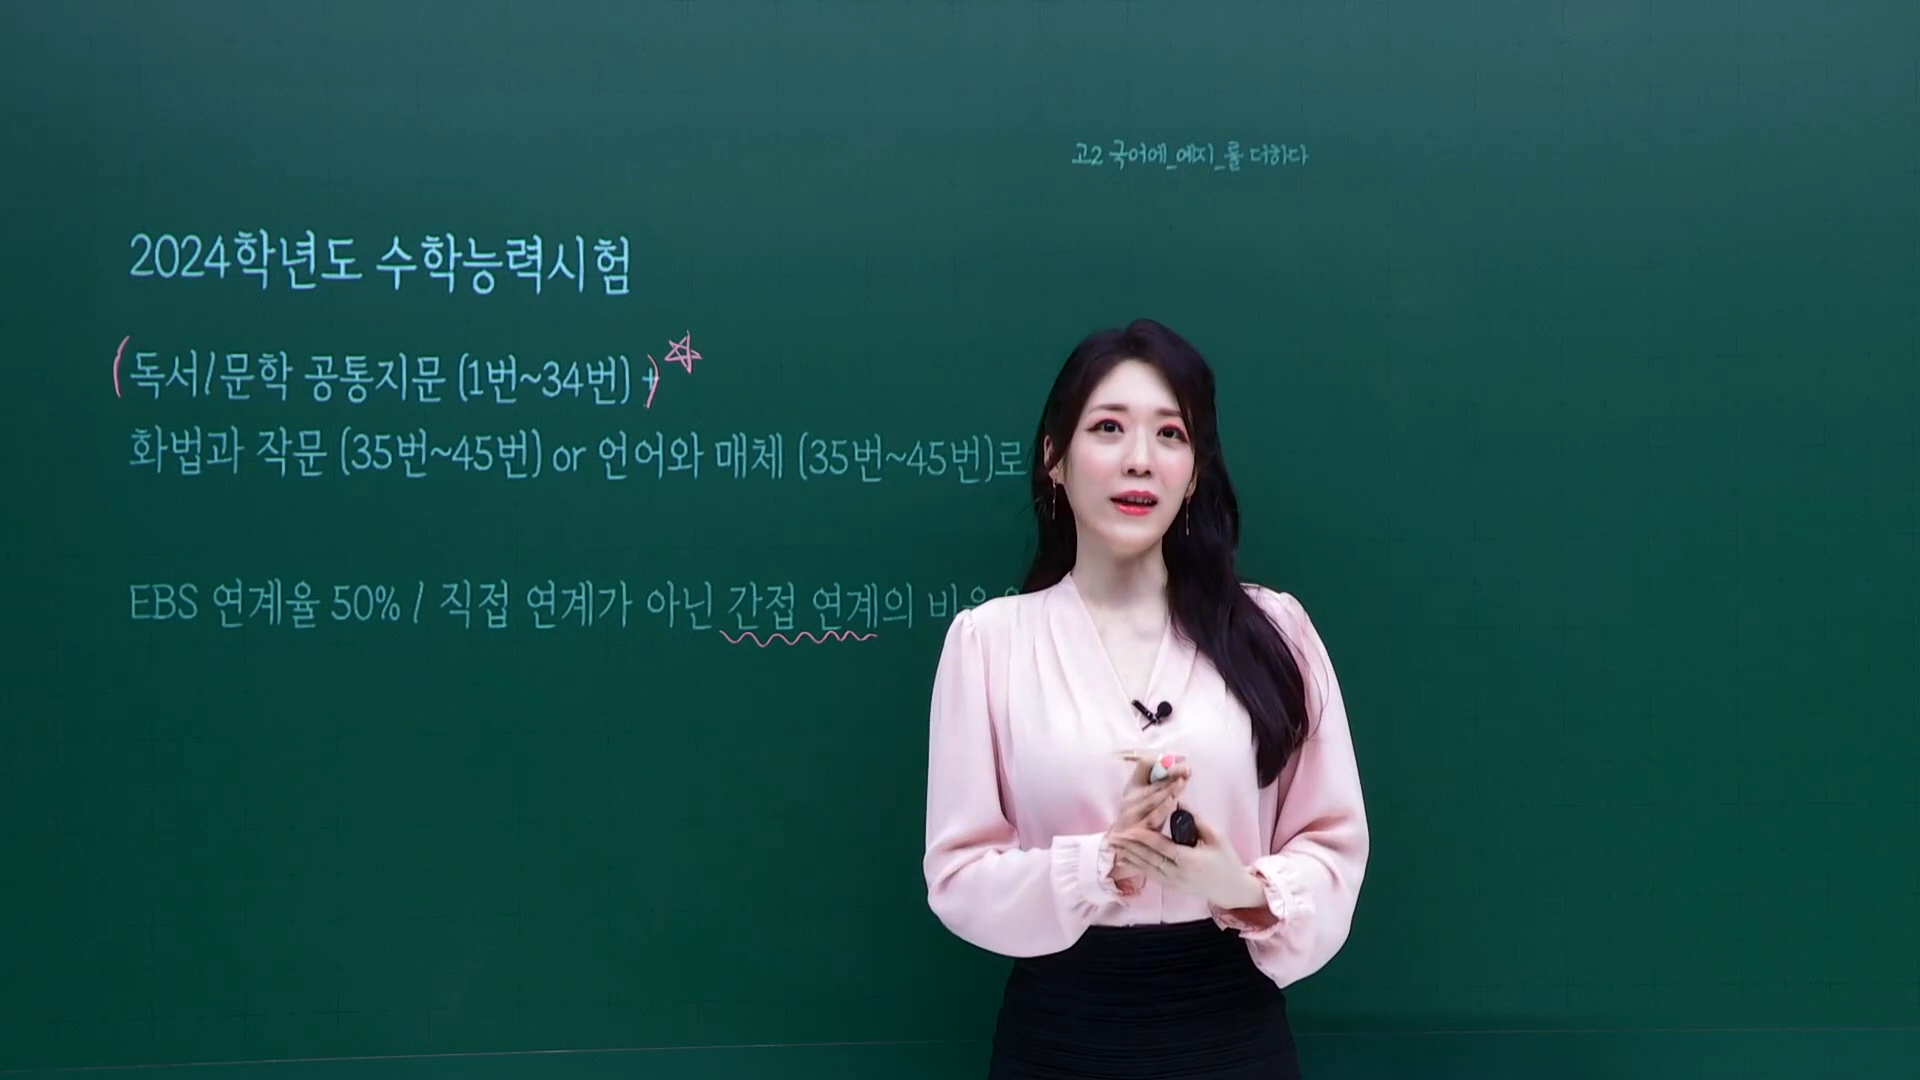 고2 국어에_예지_를 더하다
2024학년도 수학능력시험
독서/문학 공통지문 (1번~34번) +
화법과 작문 (35번~45번) or 언어와 매체 (35번~45번)로
EBS 연계율 50% / 직접 연계가 아닌 간접 연계의